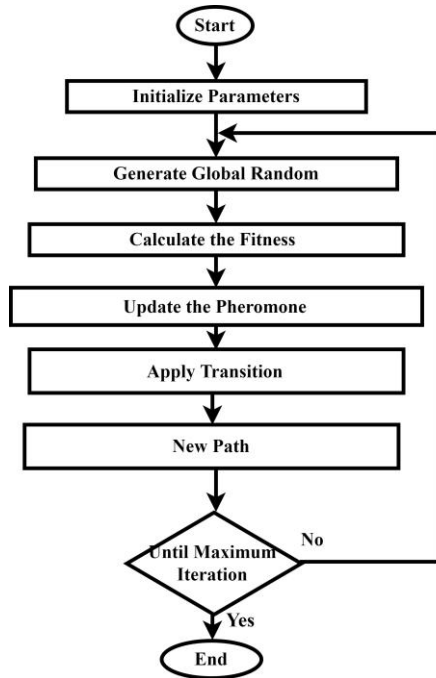 Start
Initialize Parameters
Generate Global Random
Calculate the Fitness
Update the Pheromone
Apply Transition
New Path
Until Maximum
Iteration
No
Yes
End